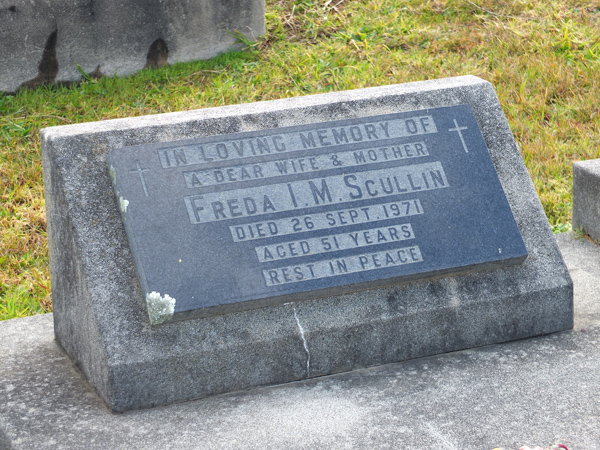 IN LOVING MEMORY OF
A DEAR WIFE & MOTHER
FREDA I. M. SCULLIN
DIED 26 SEPT. 1971
AGED 51 YEARS
REST IN PEACE